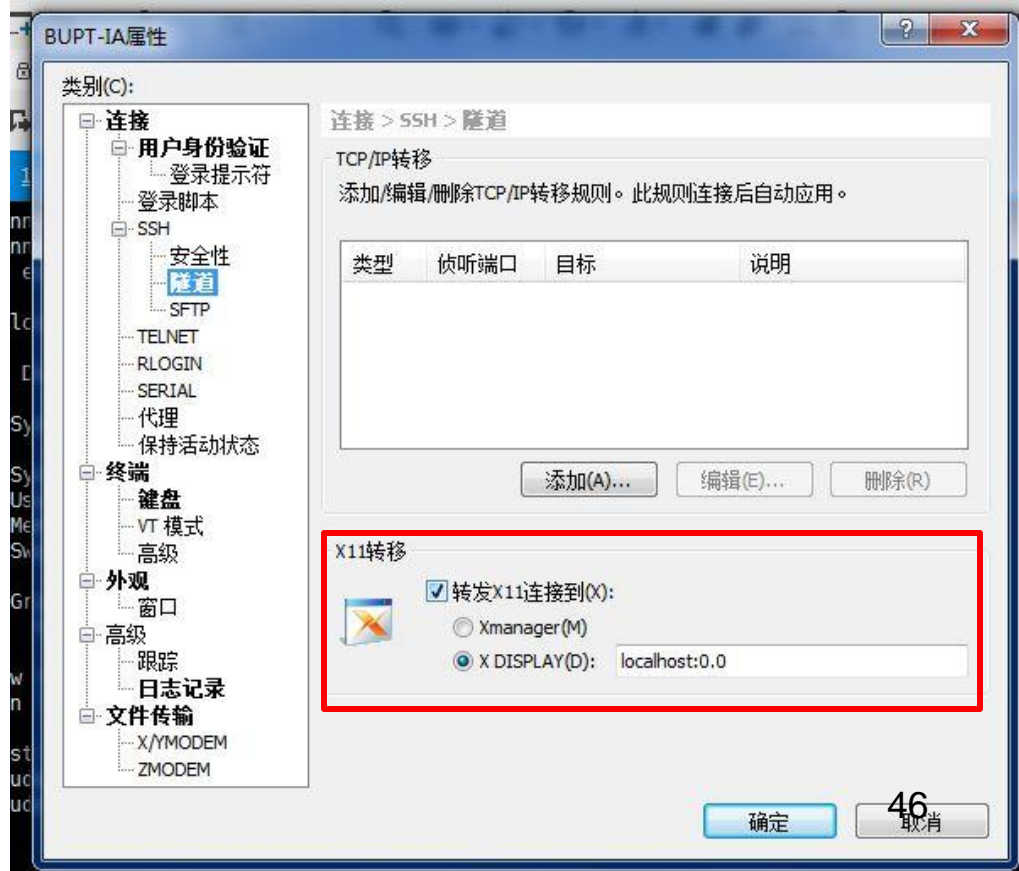 BUPT-IA属性
类别(C):
连接
用户身份验证
登录提示符
登录脚本
SSH
安全性
隧道
SFTP
TELNET
RLOGIN
SERIAL
代理
保持活动状态
终端
键盘
VT 模式
高级
外观
窗口
高级
跟踪
日志记录
文件传输
X/YMODEM
ZMODEM
连接 > SSH > 隧道
TCP/IP转移
添加/编辑/删除TCP/IP转移规则。此规则连接后自动应用。
类型 侦听端口 目标 说明
添加(A)... 编辑(E)... 删除(R)
X11转移
转发X11连接到(X):
Xmanager(M)
X DISPLAY(D): localhost:0.0
确定 取消
46